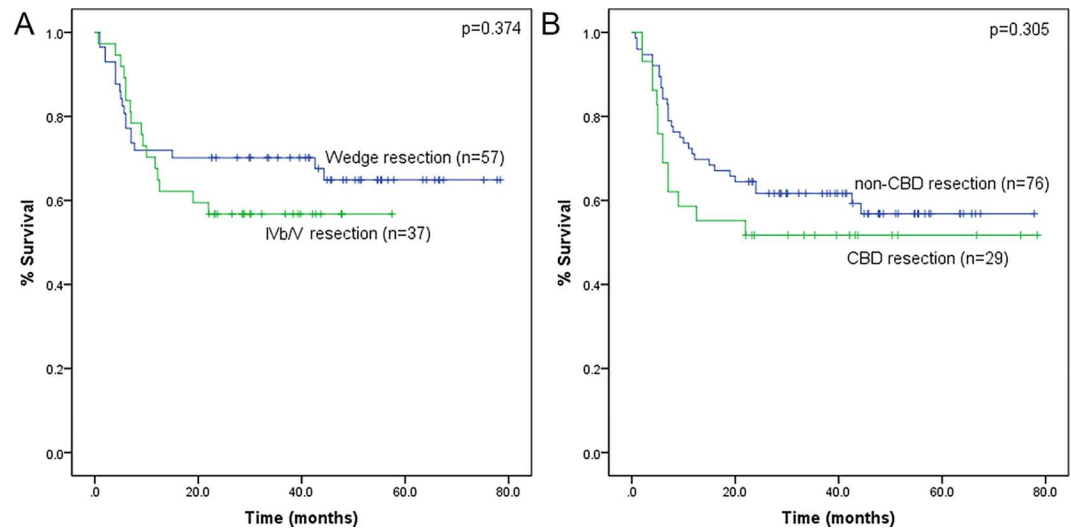 A
p=0.374
1.0
0.8
0.6
0.4
0.2
0.0
% Survival
Wedge resection (n=57)
IVb/V resection (n=37)
.0 20.0 40.0 60.0 80.0
Time (months)
B
p=0.305
1.0
0.8
0.6
0.4
0.2
0.0
% Survival
non-CBD resection (n=76)
CBD resection (n=29)
.0 20.0 40.0 60.0 80.0
Time (months)